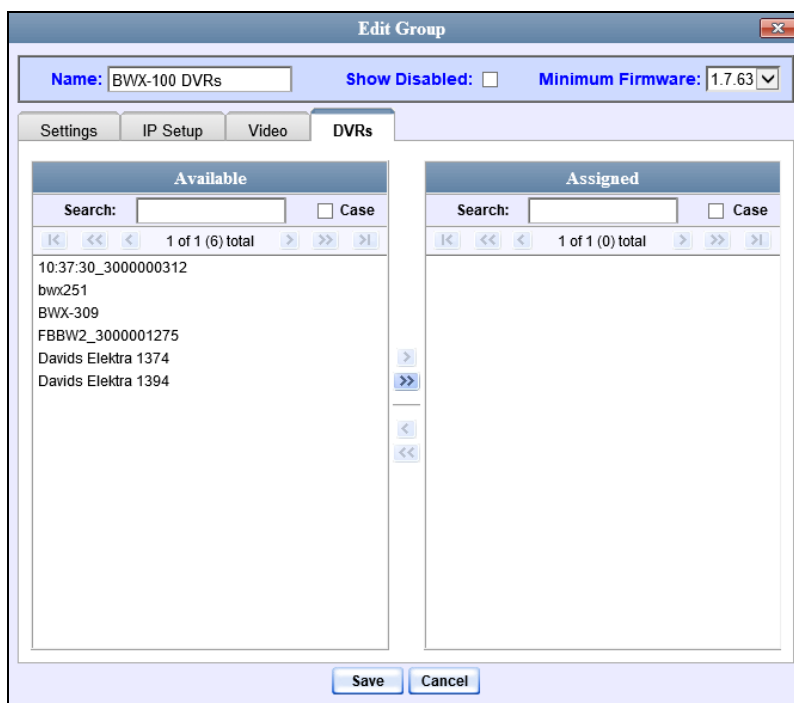 Edit Group
Name: BWX-100 DVRs Show Disabled: Minimum Firmware: 1.7.63
Settings IP Setup Video DVRs
Available
Search: Case
1 of 1 (6) total
10:37:30_3000000312
bwx251
BWX-309
FBBW2_3000001275
Davids Elektra 1374
Davids Elektra 1394
Assigned
Search: Case
1 of 1 (0) total
Save Cancel